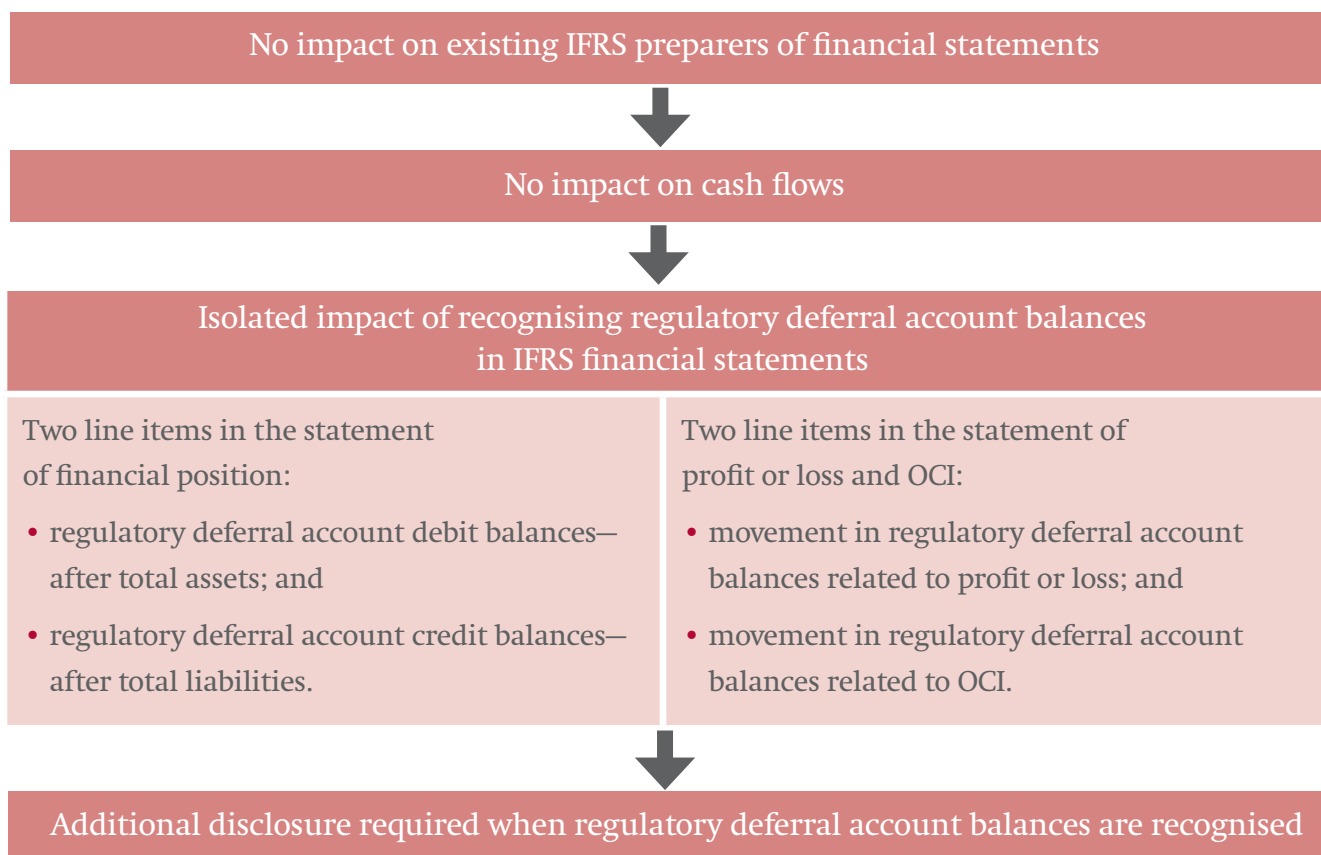 No impact on existing IFRS preparers of financial statements
No impact on cash flows
Isolated impact of recognising regulatory deferral account balances
in IFRS financial statements
Two line items in the statement
of financial position:
• regulatory deferral account debit balances—
after total assets; and
• regulatory deferral account credit balances—
after total liabilities.
Two line items in the statement of
profit or loss and OCI:
• movement in regulatory deferral account
balances related to profit or loss; and
• movement in regulatory deferral account
balances related to OCI.
Additional disclosure required when regulatory deferral account balances are recognised